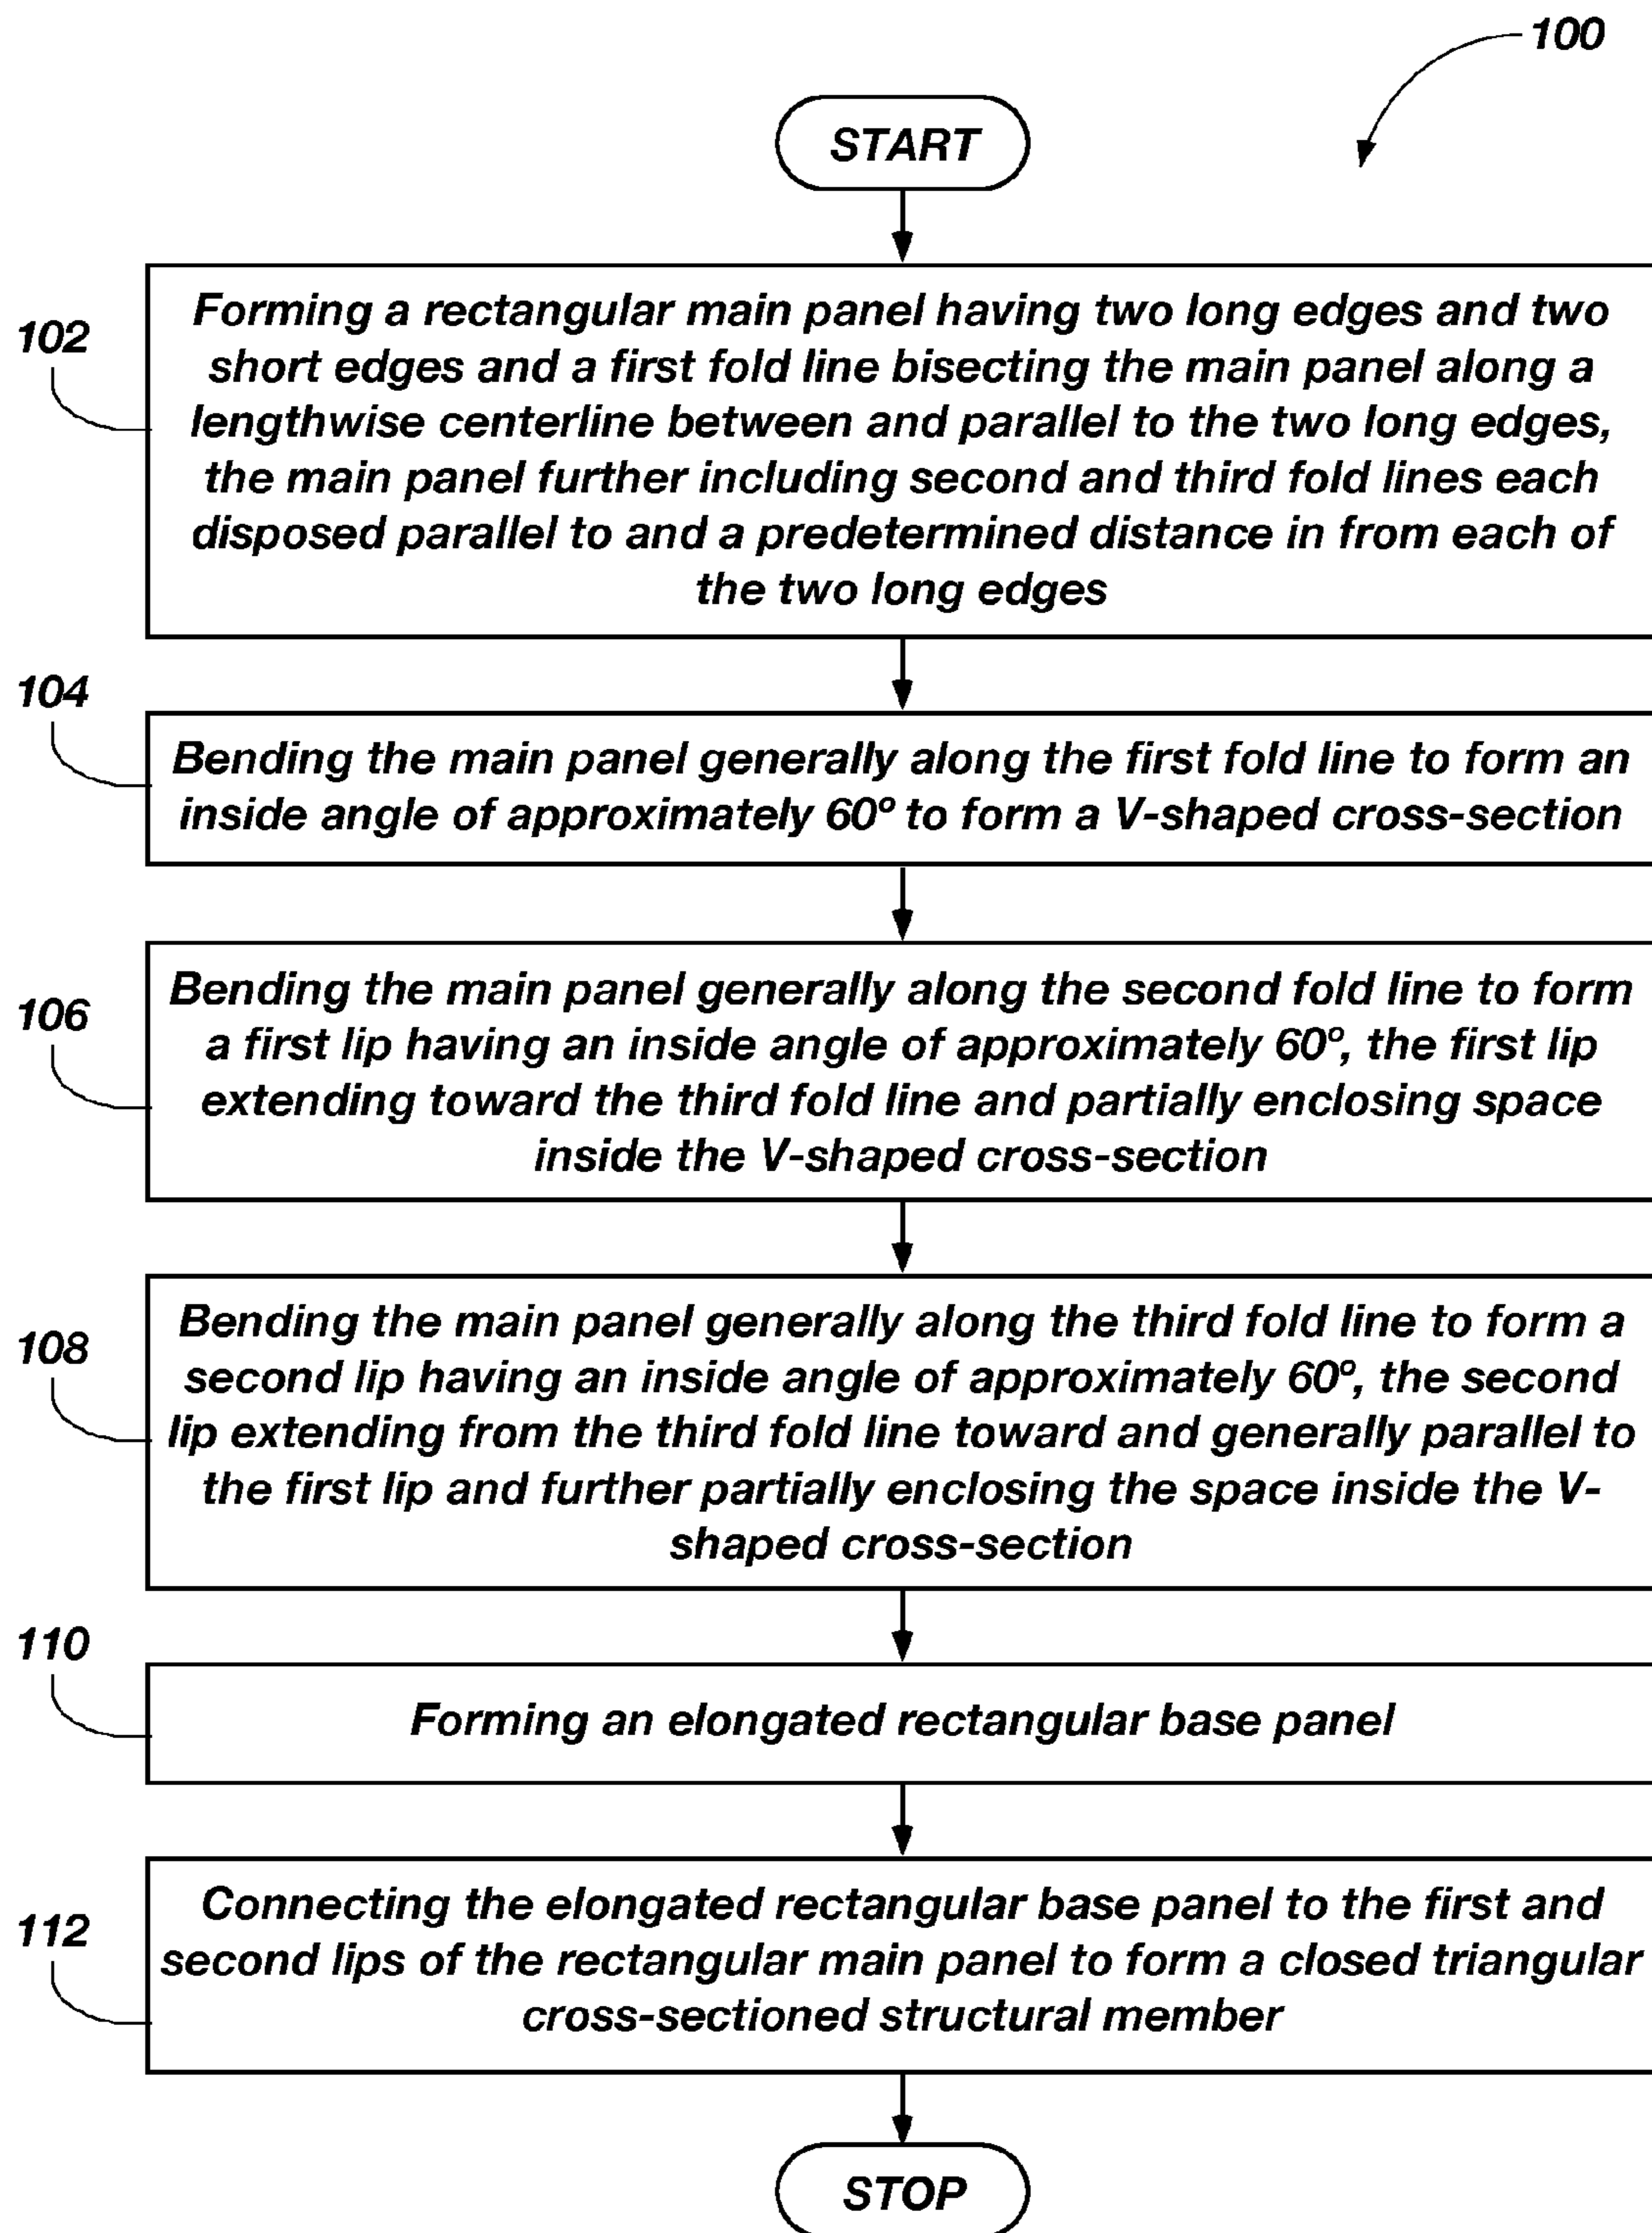 100
START
102
Forming a rectangular main panel having two long edges and two
short edges and a first fold line bisecting the main panel along a
lengthwise centerline between and parallel to the two long edges,
the main panel further including second and third fold lines each
disposed parallel to and a predetermined distance in from each of
the two long edges
104
Bending the main panel generally along the first fold line to form an
inside angle of approximately 60º to form a V-shaped cross-section
106
Bending the main panel generally along the second fold line to form
a first lip having an inside angle of approximately 60º, the first lip
extending toward the third fold line and partially enclosing space
inside the V-shaped cross-section
108
Bending the main panel generally along the third fold line to form a
second lip having an inside angle of approximately 60º, the second
lip extending from the third fold line toward and generally parallel to
the first lip and further partially enclosing the space inside the V-
shaped cross-section
110
Forming an elongated rectangular base panel
112
Connecting the elongated rectangular base panel to the first and
second lips of the rectangular main panel to form a closed triangular
cross-sectioned structural member
STOP